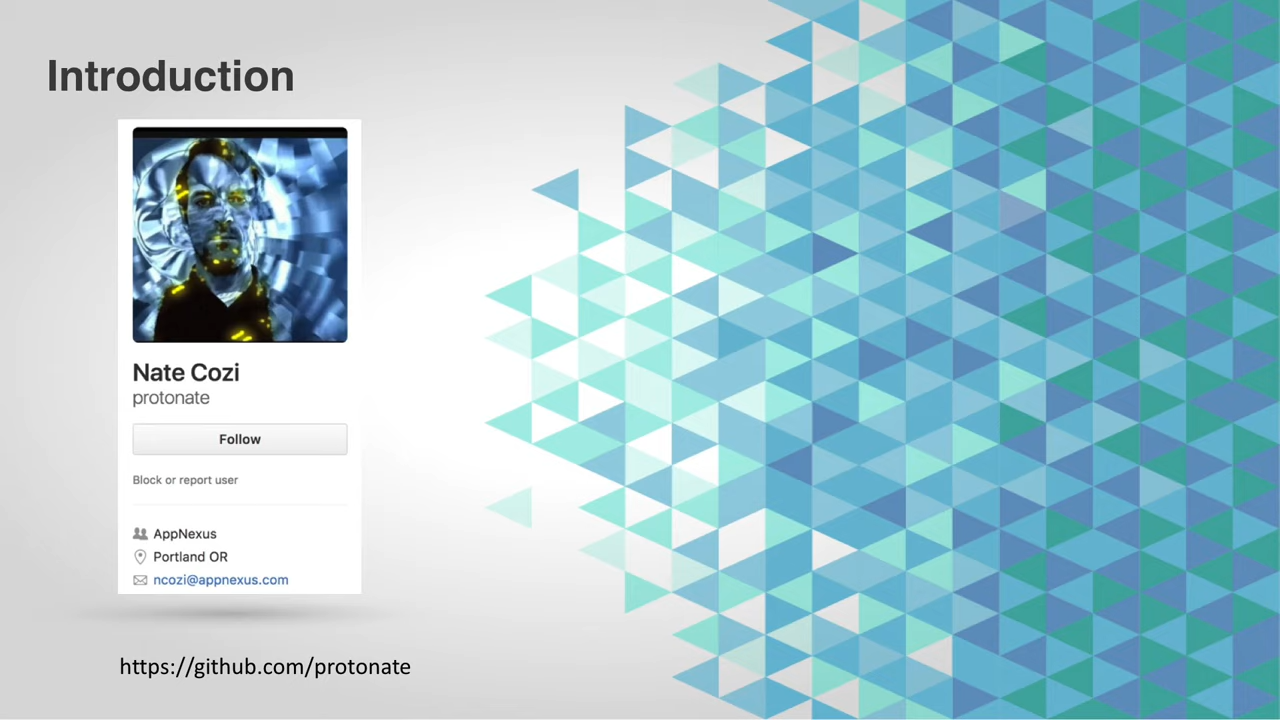 Introduction
Nate Cozi
protonate
Follow
Block or report user
AppNexus
Portland OR
ncozi@appnexus.com
https://github.com/protonate